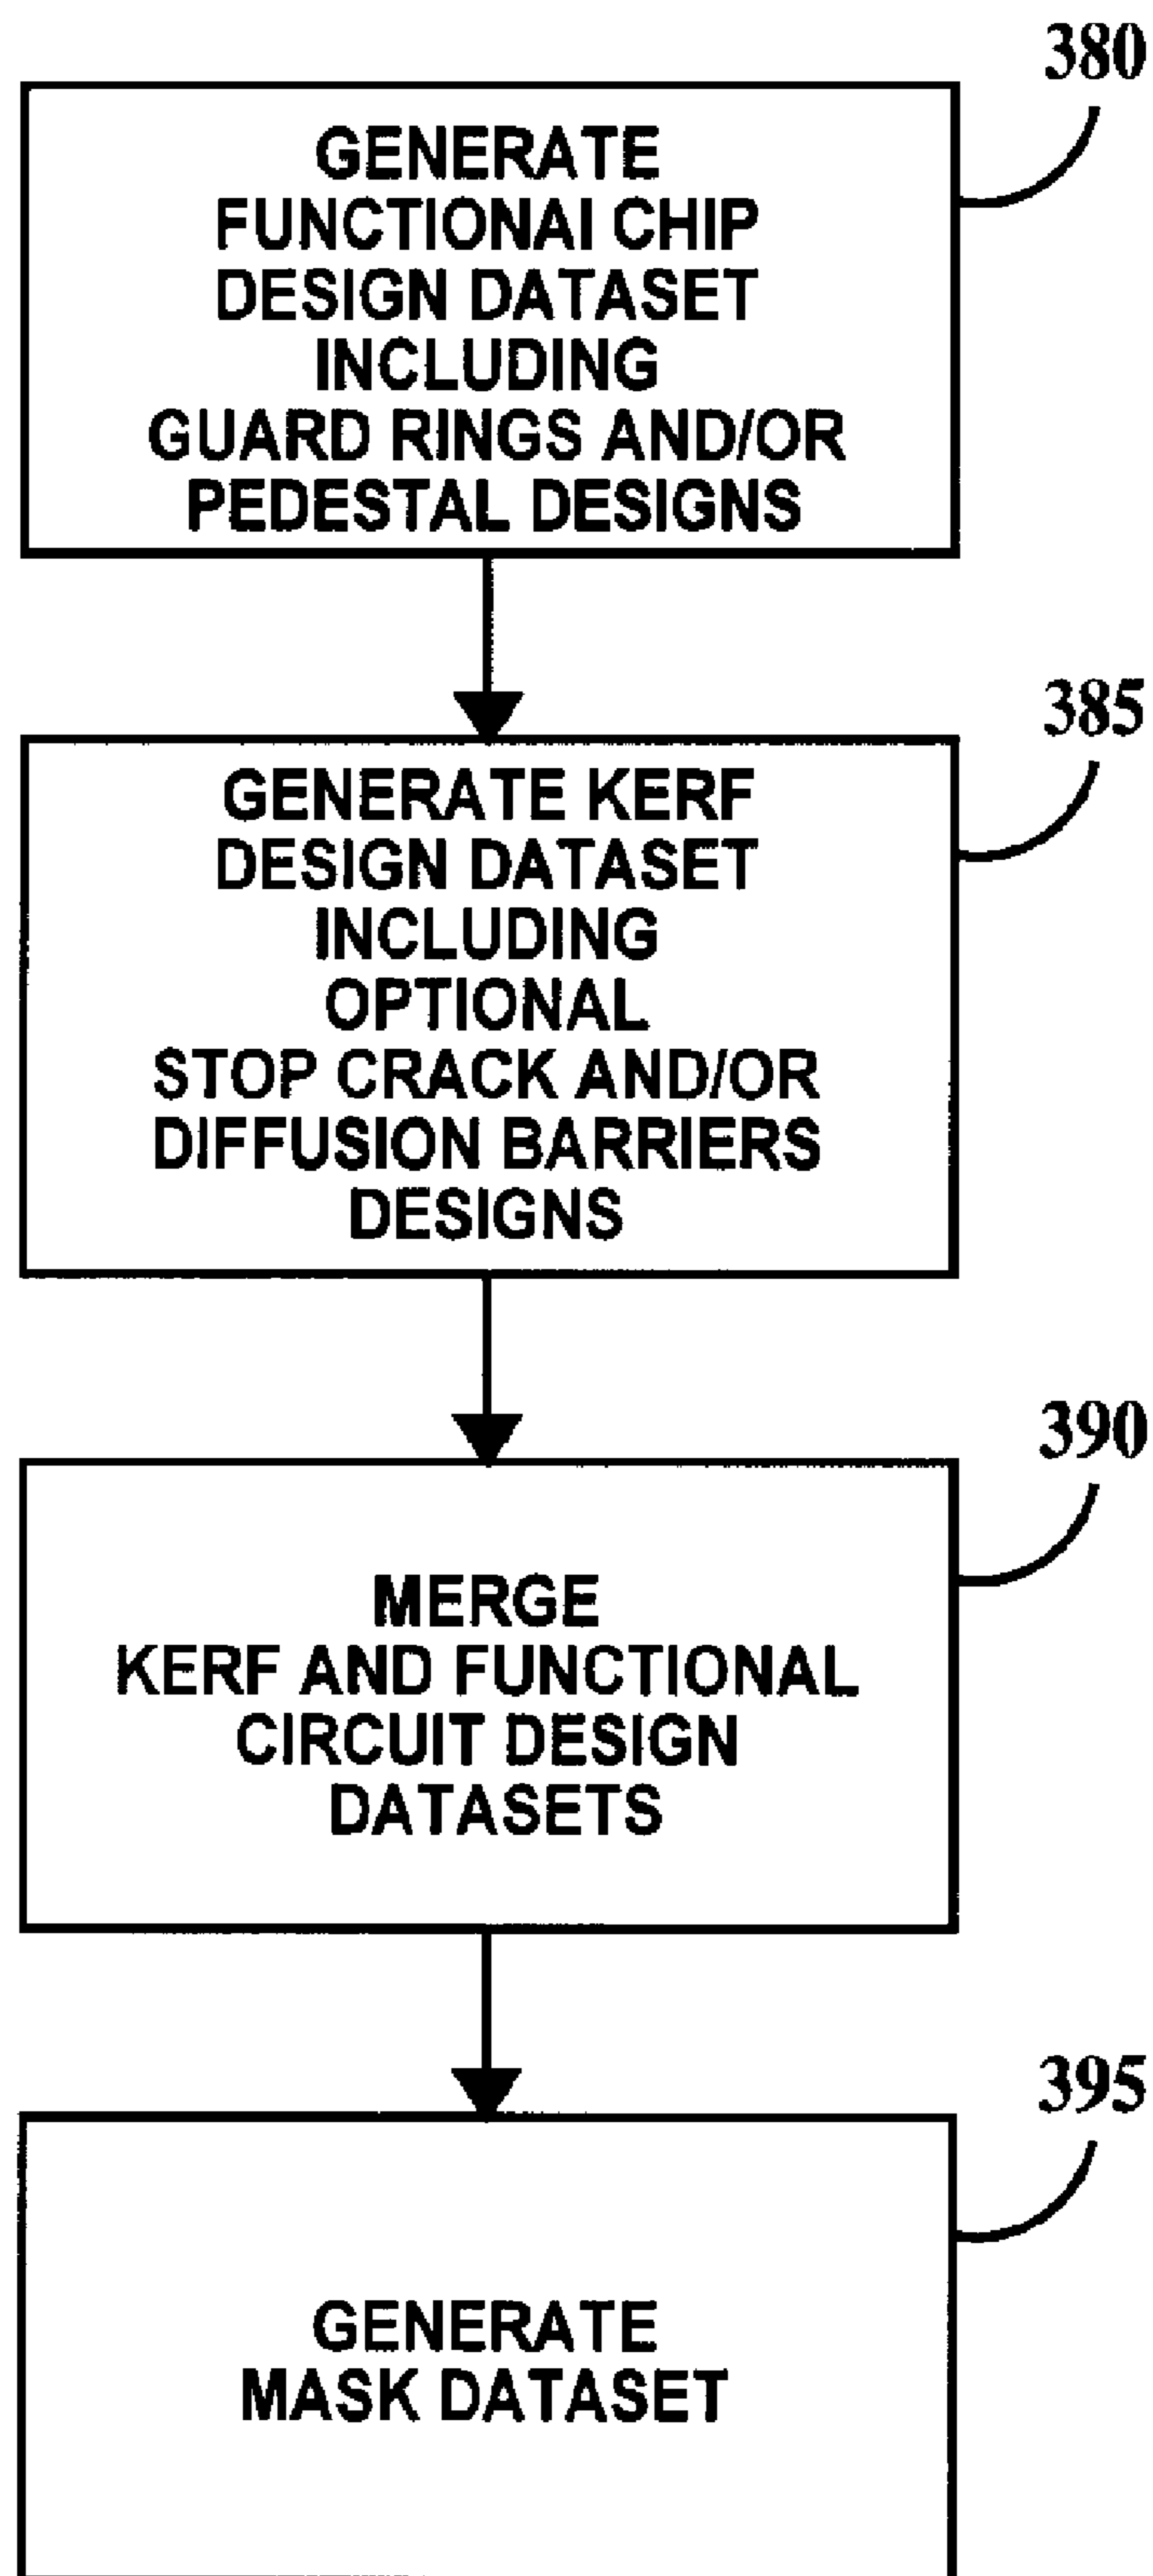 380
GENERATE
FUNCTIONAI CHIP
DESIGN DATASET
INCLUDING
GUARD RINGS AND/OR
PEDESTAL DESIGNS
385
GENERATE KERF
DESIGN DATASET
INCLUDING
OPTIONAL
STOP CRACK AND/OR
DIFFUSION BARRIERS
DESIGNS
390
MERGE
KERF AND FUNCTIONAL
CIRCUIT DESIGN
DATASETS
395
GENERATE
MASK DATASET